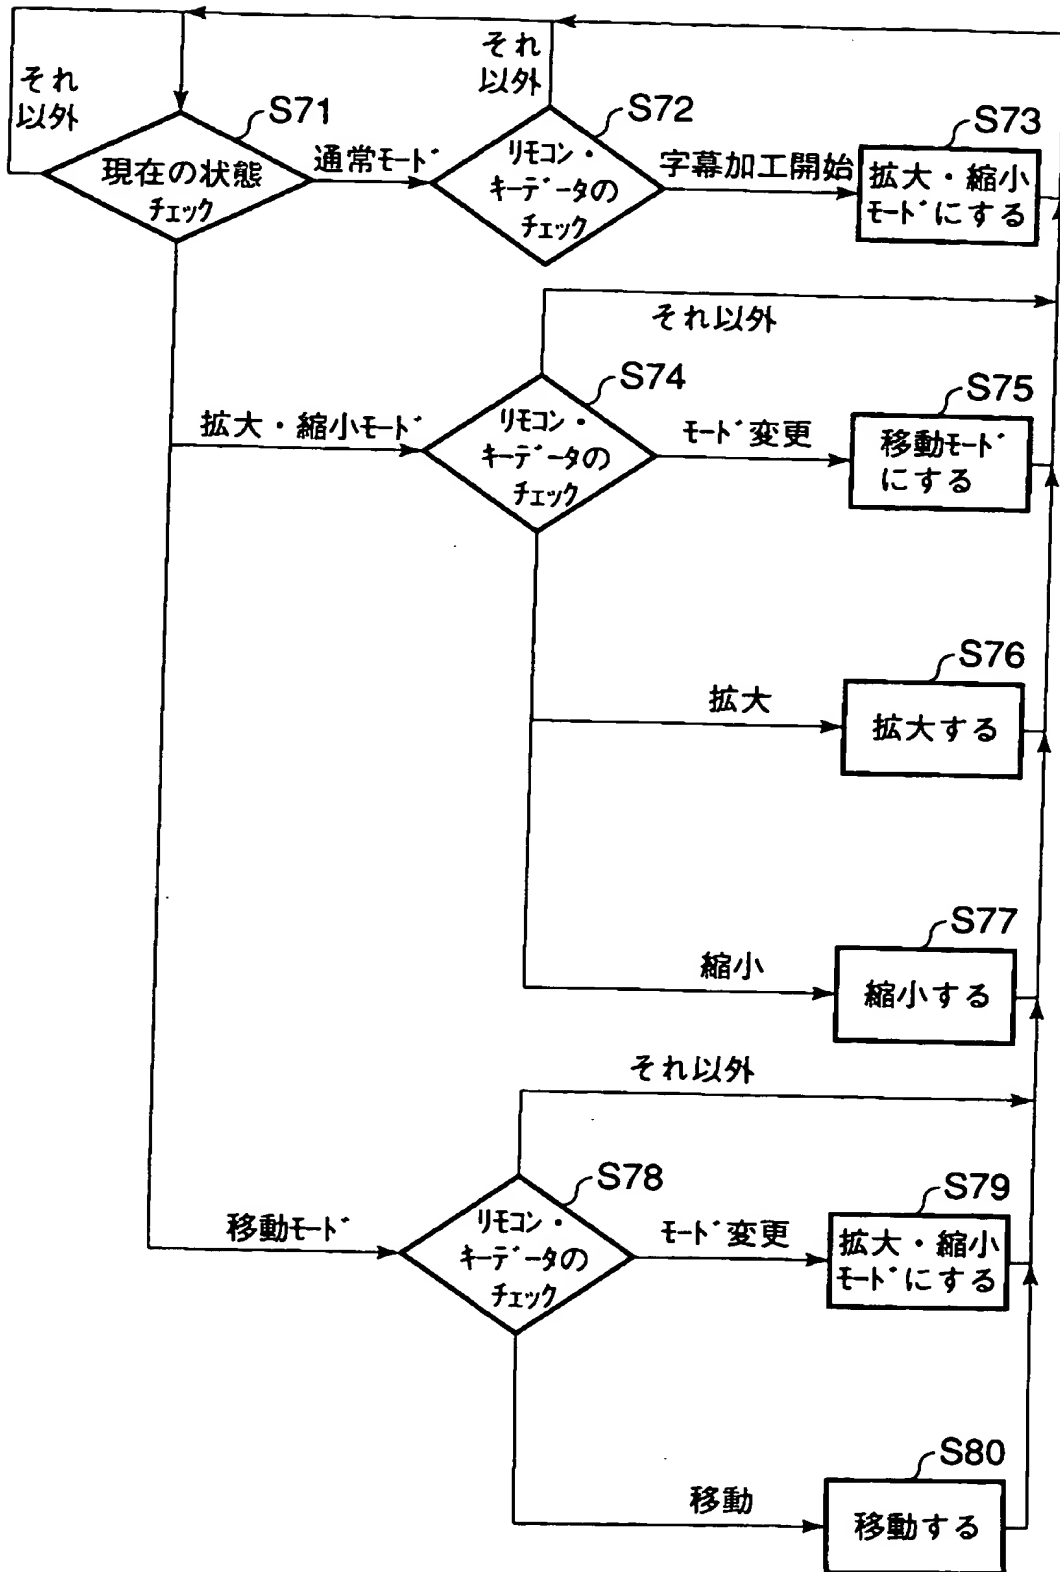 それ
以外
それ
以外
S71
現在の状態
チェック
通常モード
S72
リモコン・
キーデータの
チェック
字幕加工開始
S73
拡大・縮小
モードにする
それ以外
拡大・縮小モード
S74
リモコン・
キーデータの
チェック
モード変更
S75
移動モード
にする
拡大
S76
拡大する
縮小
S77
縮小する
それ以外
移動モード
S78
リモコン・
キーデータの
チェック
モード変更
S79
拡大・縮小
モードにする
移動
S80
移動する